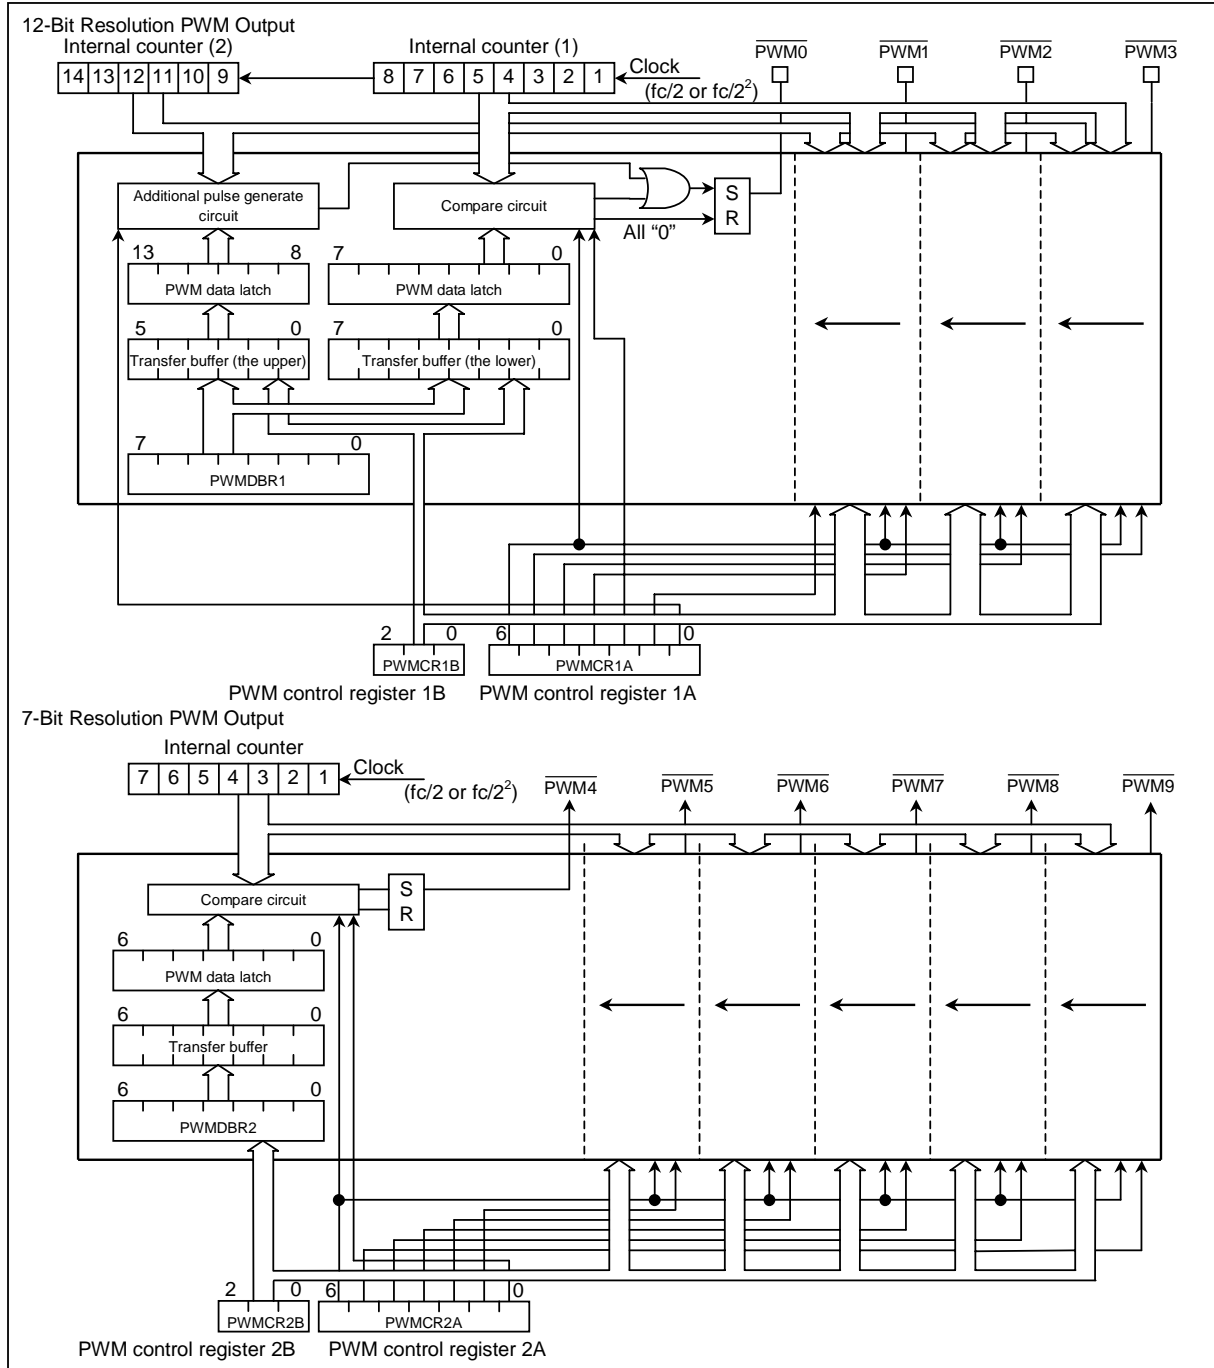 12-Bit Resolution PWM Output
Internal counter (2)
Internal counter (1)
PWM0
PWM1
PWM2
PWM3
14 13 12 11 10 9
8 7 6 5 4 3 2 1
Clock
(fc/2 or fc/2²)
Additional pulse generate
circuit
Compare circuit
All “0”
S
R
13 8
PWM data latch
7 0
PWM data latch
5 0
Transfer buffer (the upper)
7 0
Transfer buffer (the lower)
7 0
PWMDBR1
2 0
PWMCR1B
6 0
PWMCR1A
PWM control register 1B
PWM control register 1A
7-Bit Resolution PWM Output
Internal counter
7 6 5 4 3 2 1
Clock
(fc/2 or fc/2²)
PWM4
PWM5
PWM6
PWM7
PWM8
PWM9
Compare circuit
S
R
6 0
PWM data latch
6 0
Transfer buffer
6 0
PWMDBR2
2 0
PWMCR2B
6 0
PWMCR2A
PWM control register 2B
PWM control register 2A